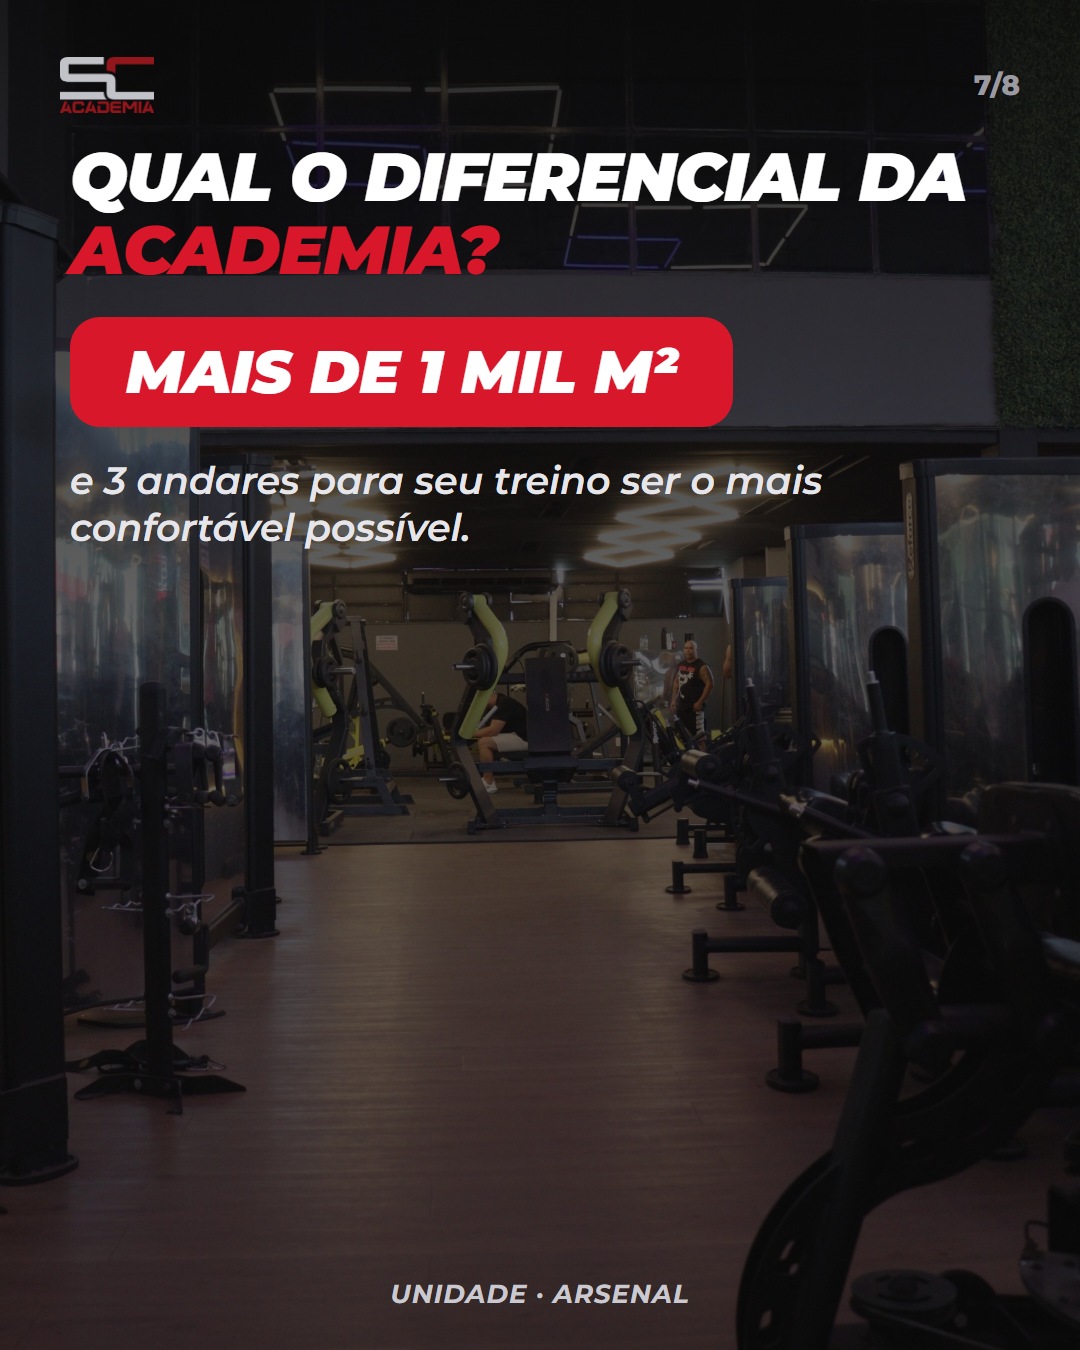 SC
ACADEMIA
7/8
QUAL O DIFERENCIAL DA
ACADEMIA?
MAIS DE 1 MIL M²
e 3 andares para seu treino ser o mais
confortável possível.
UNIDADE · ARSENAL